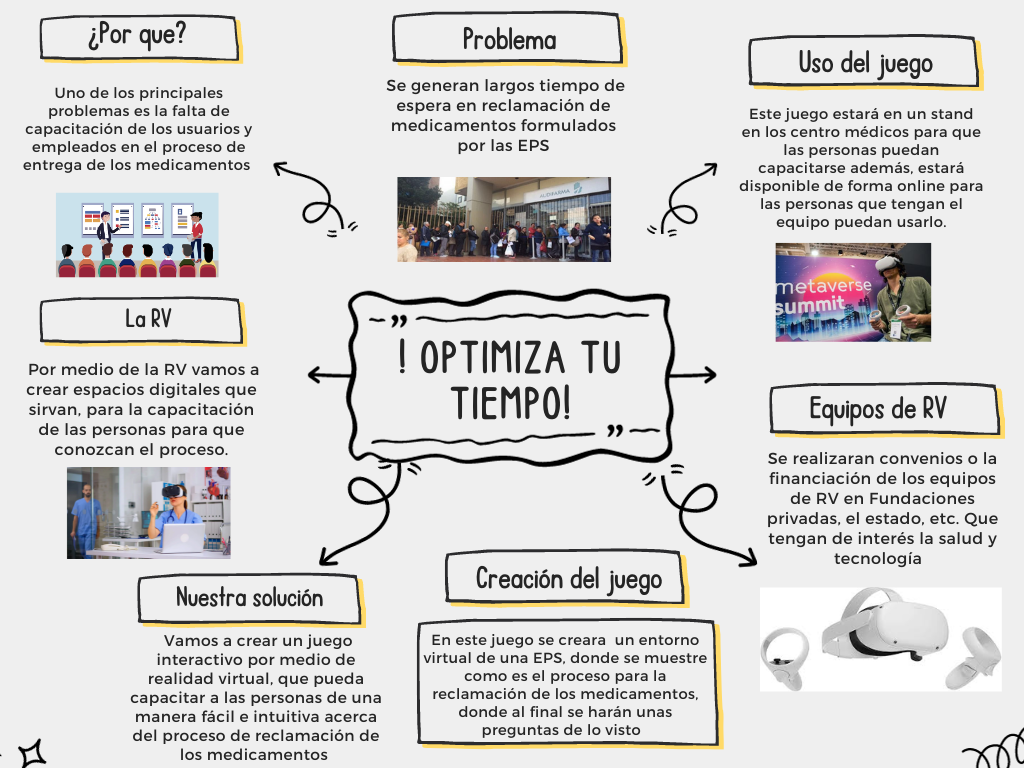 ¿Por que?
Uno de los principales
problemas es la falta de
capacitación de los usuarios y
empleados en el proceso de
entrega de los medicamentos
Problema
Se generan largos tiempo de
espera en reclamación de
medicamentos formulados
por las EPS
AUDIFARMA
Uso del juego
Este juego estará en un stand
en los centro médicos para que
las personas puedan
capacitarse además, estará
disponible de forma online para
las personas que tengan el
equipo puedan usarlo.
metaverse
summit
La RV
Por medio de la RV vamos a
crear espacios digitales que
sirvan, para la capacitación
de las personas para que
conozcan el proceso.
„
! OPTIMIZA TU
TIEMPO!
„
Equipos de RV
Se realizaran convenios o la
financiación de los equipos
de RV en Fundaciones
privadas, el estado, etc. Que
tengan de interés la salud y
tecnología
Nuestra solución
Vamos a crear un juego
interactivo por medio de
realidad virtual, que pueda
capacitar a las personas de una
manera fácil e intuitiva acerca
del proceso de reclamación de
los medicamentos
Creación del juego
En este juego se creara  un entorno
virtual de una EPS, donde se muestre
como es el proceso para la
reclamación de los medicamentos,
donde al final se harán unas
preguntas de lo visto